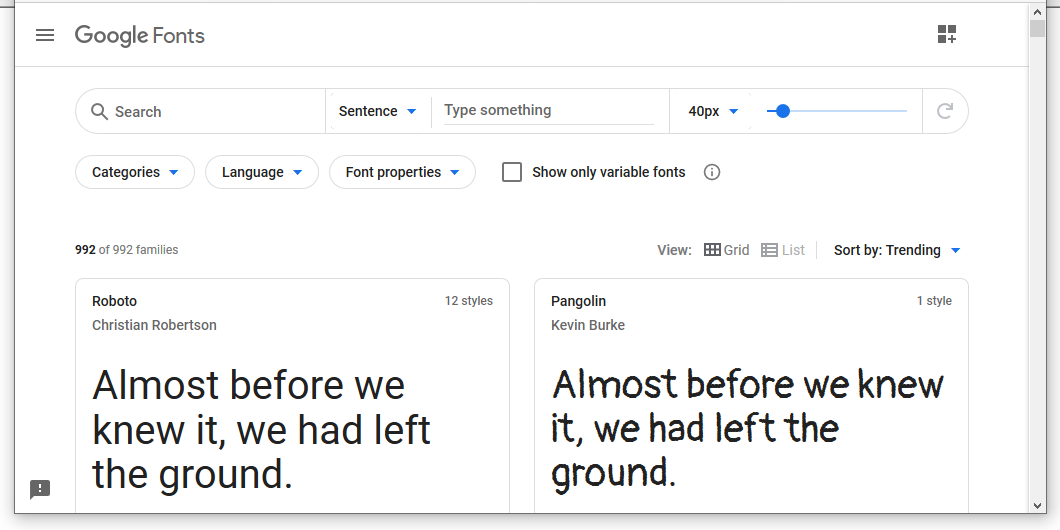 Google Fonts
Search
Sentence
Type something
40px
Categories
Language
Font properties
Show only variable fonts
992 of 992 families
View: Grid List
Sort by: Trending
Roboto
12 styles
Christian Robertson
Almost before we
knew it, we had left
the ground.
Pangolin
1 style
Kevin Burke
Almost before we knew
it, we had left the
ground.